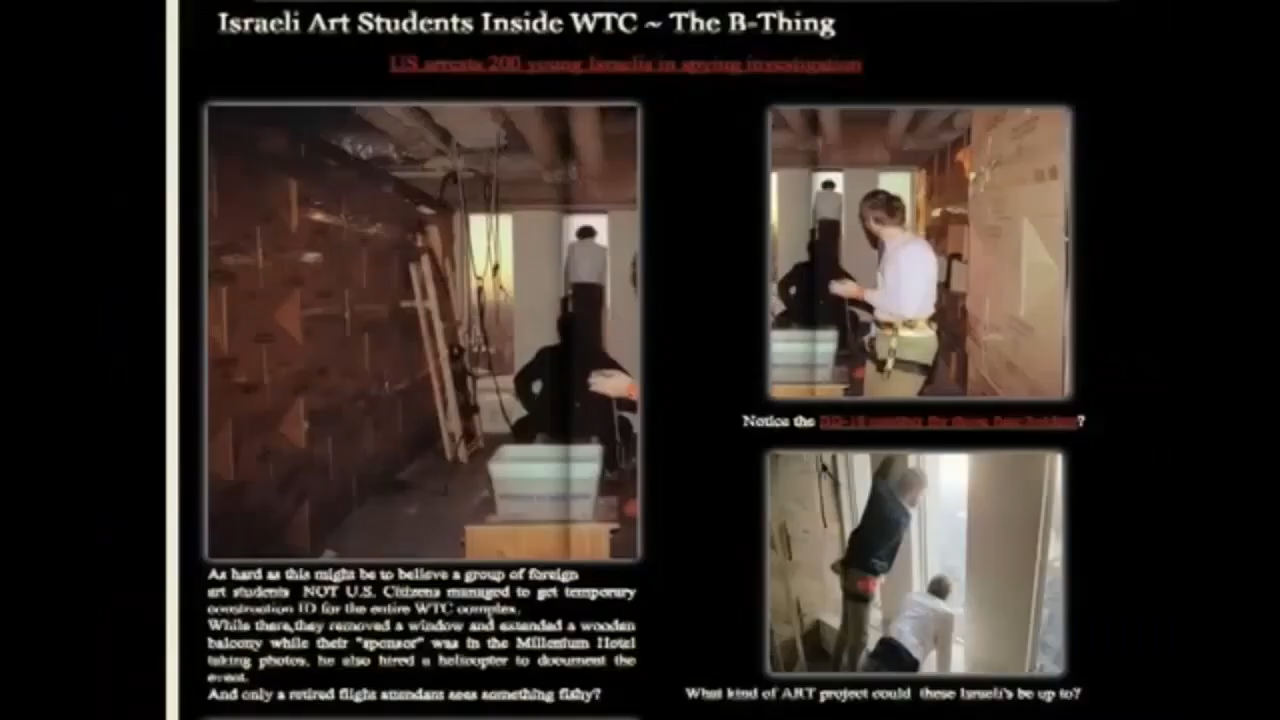 Israeli Art Students Inside WTC ~ The B-Thing
US arrests 200 young Israelis in spying investigation
Notice the
?
As hard as this might be to believe a group of foreign
art students NOT U.S. Citizens managed to get temporary
construction ID for the entire WTC complex.
While there,they removed a window and extended a wooden
balcony while their "sponsor" was in the Millenium Hotel
taking photos, he also hired a helicopter to document the
event.
And only a retired flight attendant sees something fishy?
What kind of ART project could these Israeli's be up to?